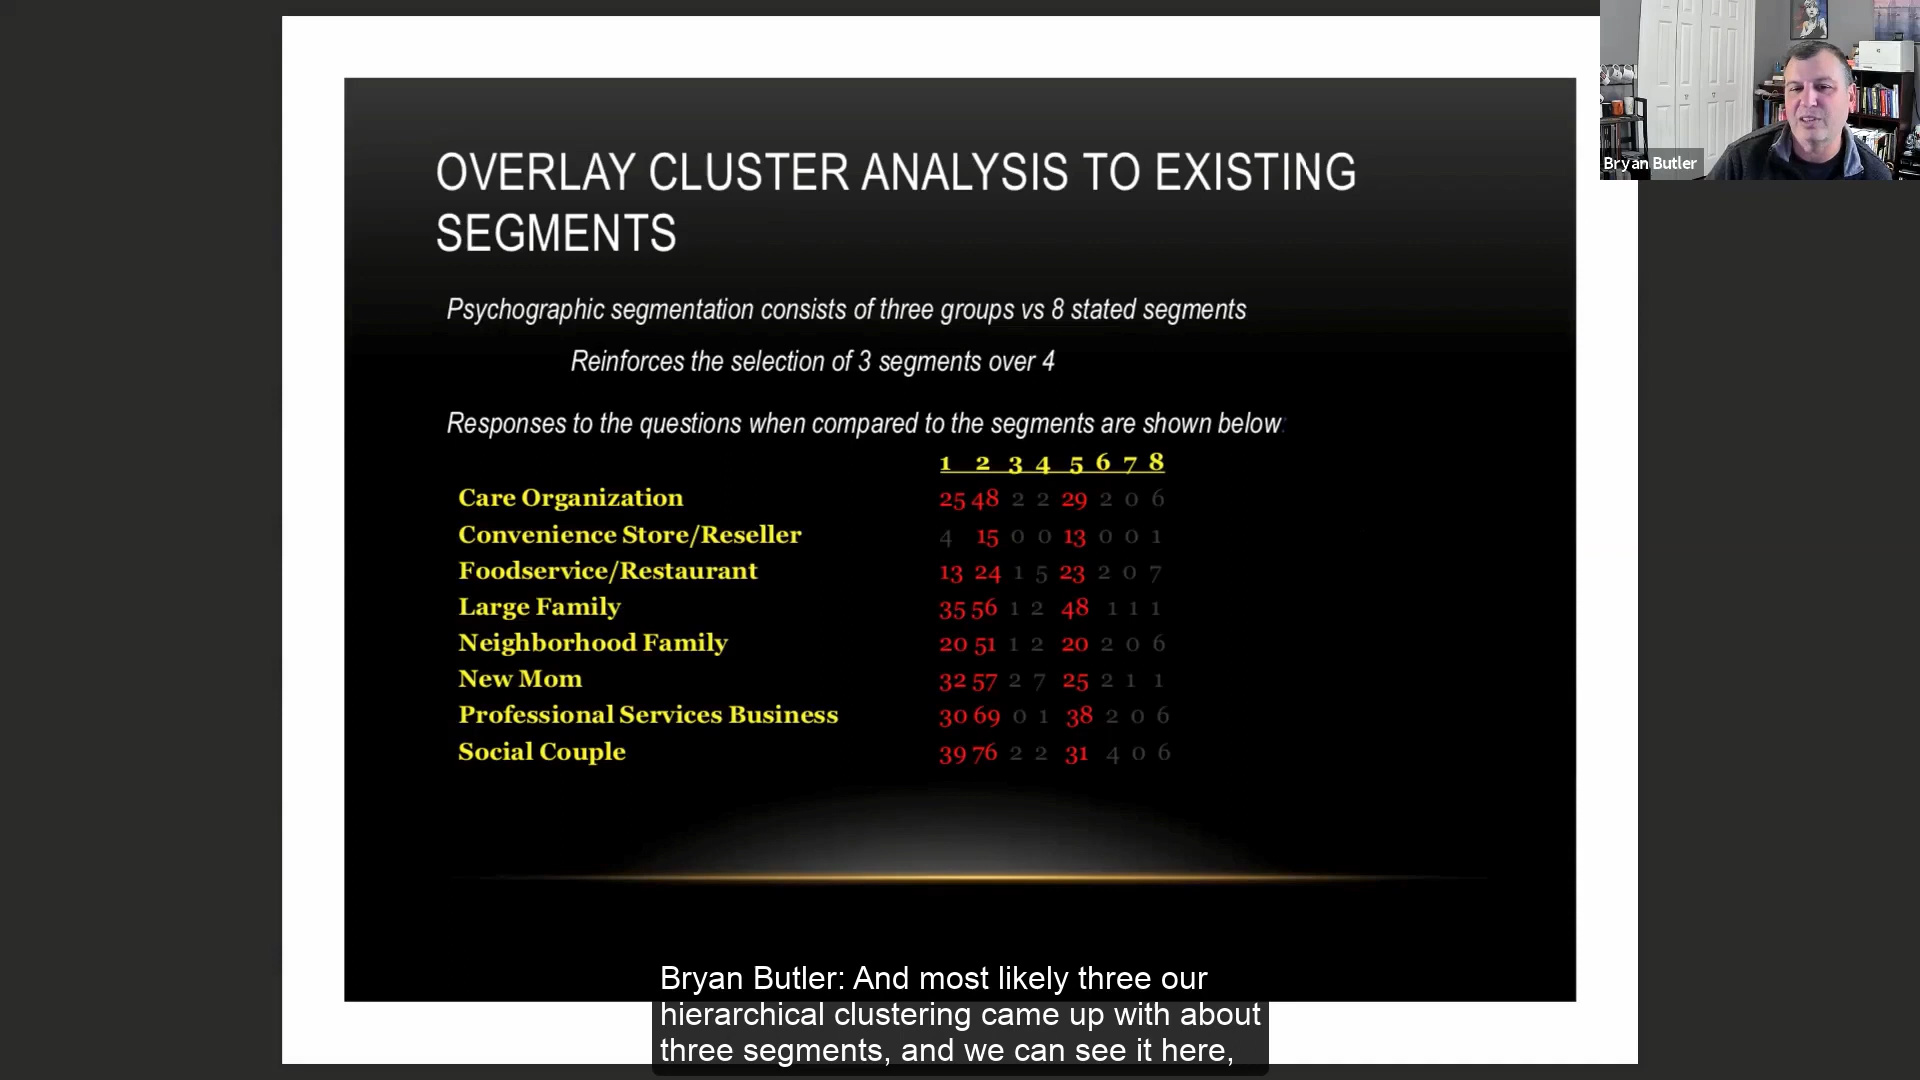 OVERLAY CLUSTER ANALYSIS TO EXISTING
SEGMENTS
Psychographic segmentation consists of three groups vs 8 stated segments
Reinforces the selection of 3 segments over 4
Responses to the questions when compared to the segments are shown below:
1 2 3 4 5 6 7 8
Care Organization 25 48 2 2 29 2 0 6
Convenience Store/Reseller 4 15 0 0 13 0 0 1
Foodservice/Restaurant 13 24 1 5 23 2 0 7
Large Family 35 56 1 2 48 1 1 1
Neighborhood Family 20 51 1 2 20 2 0 6
New Mom 32 57 2 7 25 2 1 1
Professional Services Business 30 69 0 1 38 2 0 6
Social Couple 39 76 2 2 31 4 0 6
Bryan Butler
Bryan Butler: And most likely three our
hierarchical clustering came up with about
three segments, and we can see it here,